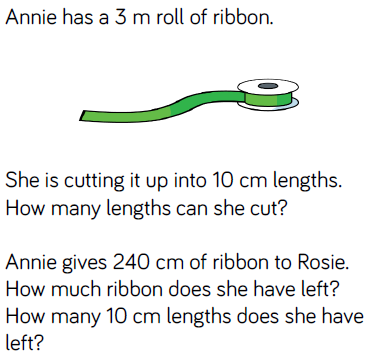 Annie has a 3 m roll of ribbon.
She is cutting it up into 10 cm lengths.
How many lengths can she cut?
Annie gives 240 cm of ribbon to Rosie.
How much ribbon does she have left?
How many 10 cm lengths does she have
left?